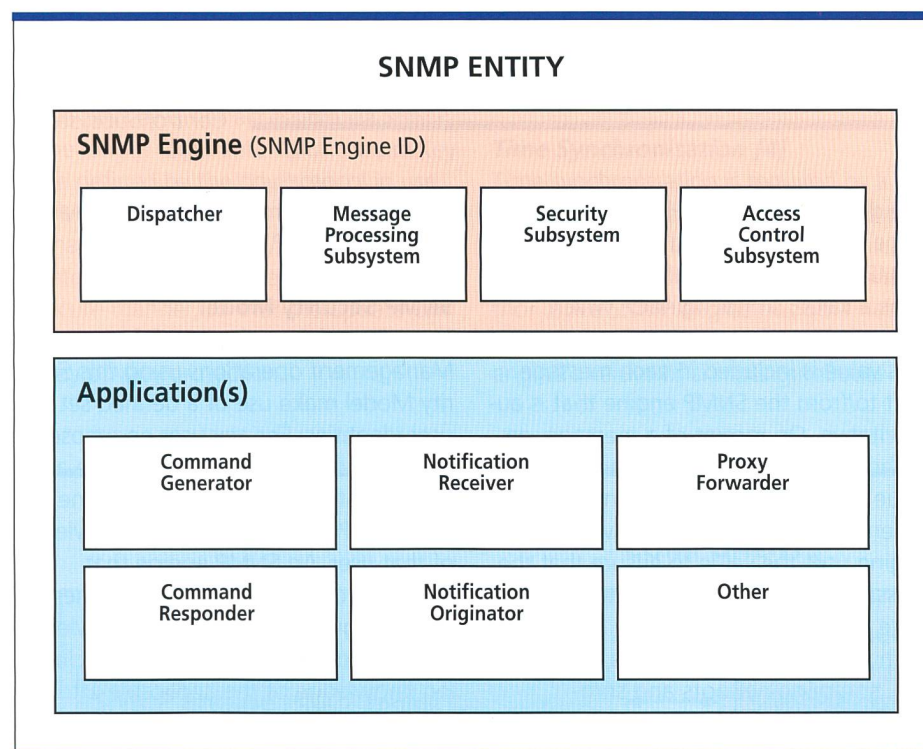 SNMP ENTITY
SNMP Engine (SNMP Engine ID)
Dispatcher
Message
Processing
Subsystem
Security
Subsystem
Access
Control
Subsystem
Application(s)
Command
Generator
Notification
Receiver
Proxy
Forwarder
Command
Responder
Notification
Originator
Other